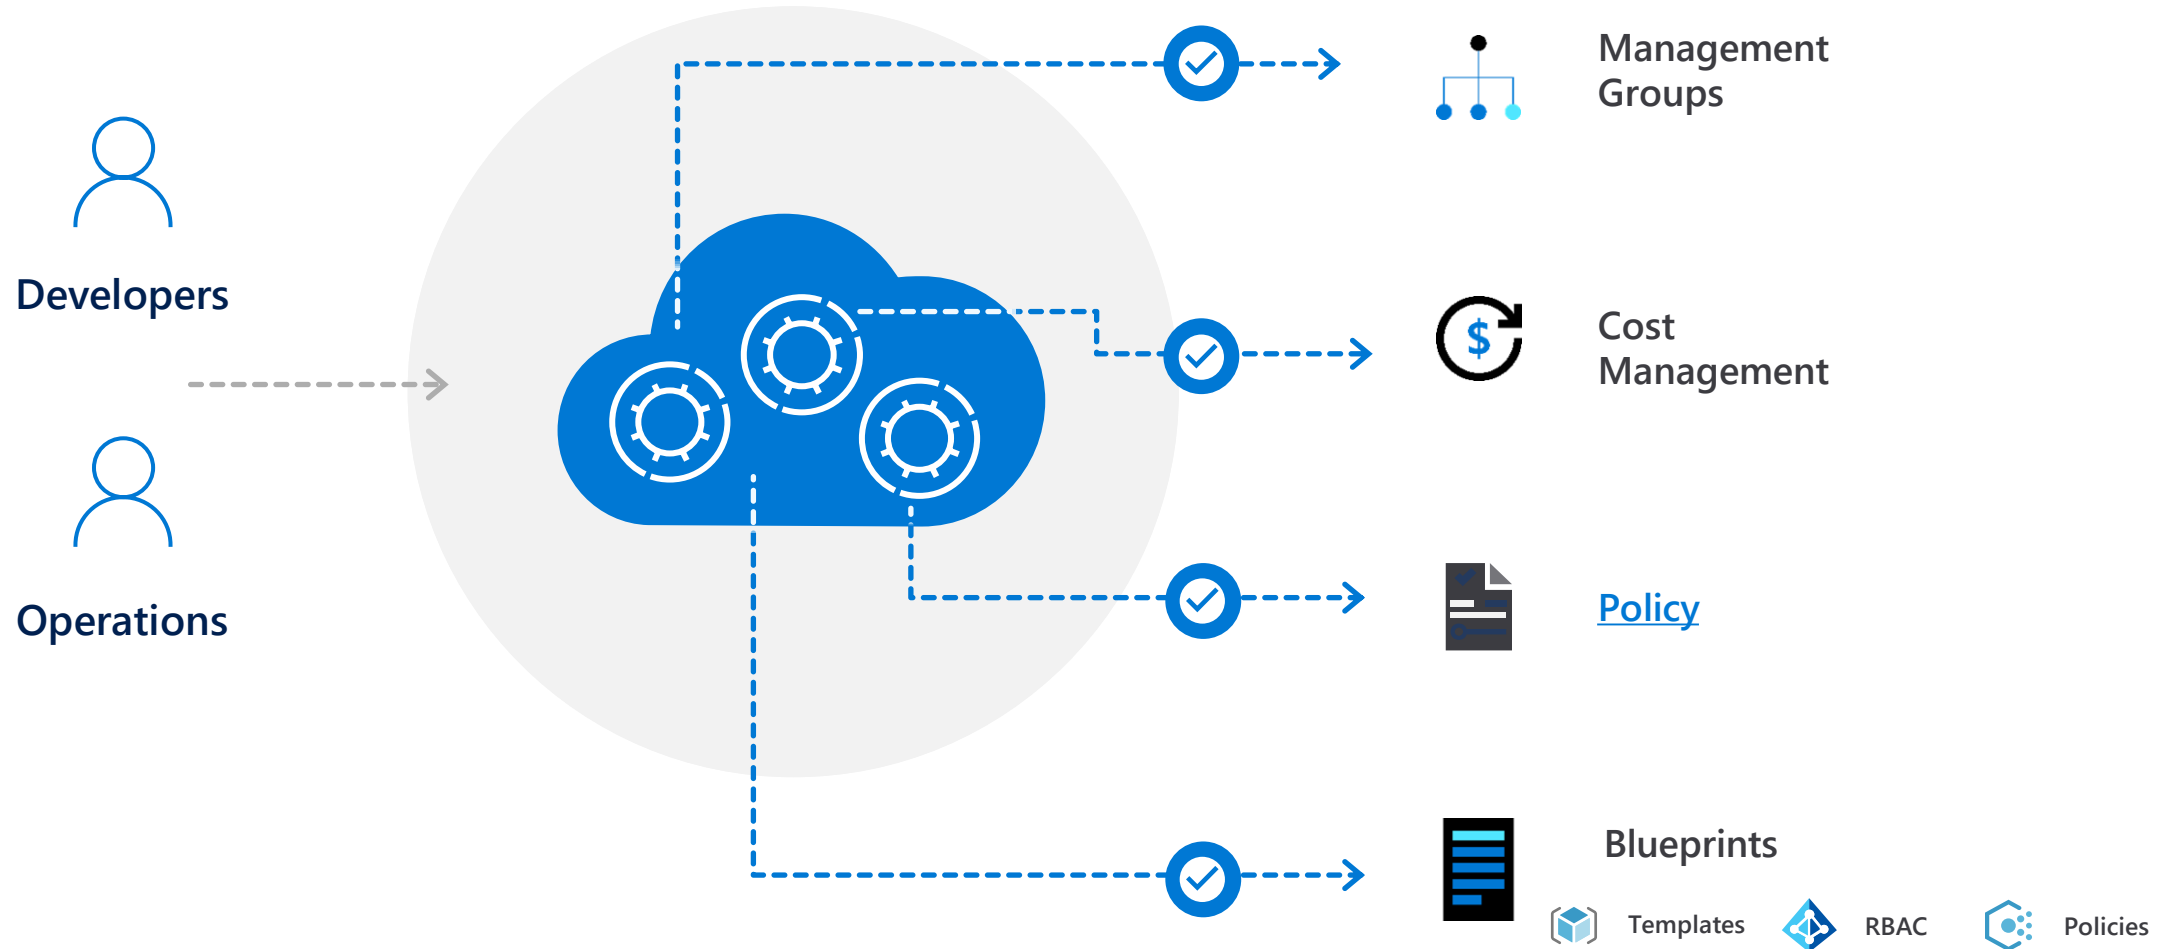 Management
Groups
Developers
Cost
Management
$
Operations
Policy
Blueprints
Templates
RBAC
Policies